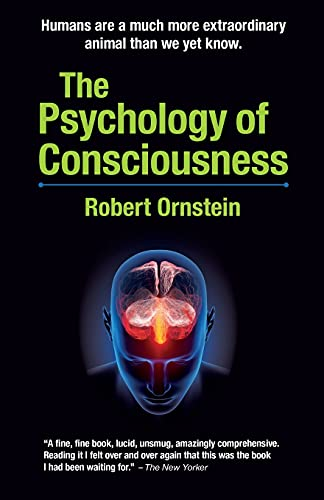 Humans are a much more extraordinary
animal than we yet know.
The
Psychology of
Consciousness
Robert Ornstein
"A fine, fine book, lucid, unsmug, amazingly comprehensive.
Reading it I felt over and over again that this was the book
I had been waiting for." – The New Yorker